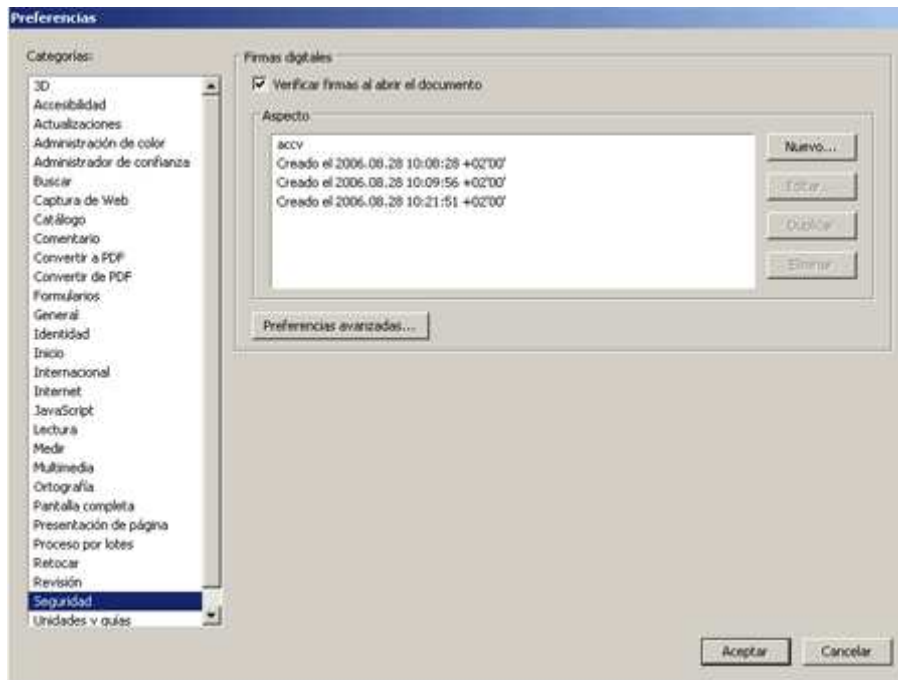 Preferencias
Categorías:
3D
Accesibilidad
Actualizaciones
Administración de color
Administrador de confianza
Buscar
Captura de Web
Catálogo
Comentario
Convertir a PDF
Convertir de PDF
Formularios
General
Identidad
Inicio
Internacional
Internet
JavaScript
Lectura
Medir
Multimedia
Ortografía
Pantalla completa
Presentación de página
Proceso por lotes
Retocar
Revisión
Seguridad
Unidades y guías
Firmas digitales
Verificar firmas al abrir el documento
Aspecto
accv
Creado el 2006.08.28 10:08:28 +02'00'
Creado el 2006.08.28 10:09:56 +02'00'
Creado el 2006.08.28 10:21:51 +02'00'
Nuevo...
Editar...
Duplicar
Eliminar
Preferencias avanzadas...
Aceptar
Cancelar